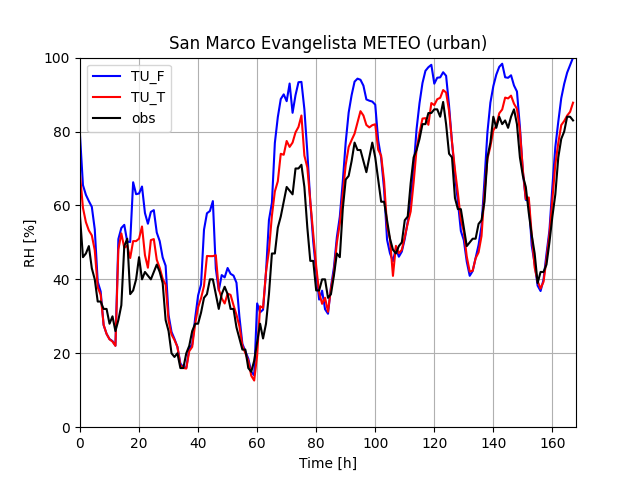 San Marco Evangelista METEO (urban)
TU_F
TU_T
obs
RH [%]
100
80
60
40
20
0
0 20 40 60 80 100 120 140 160
Time [h]